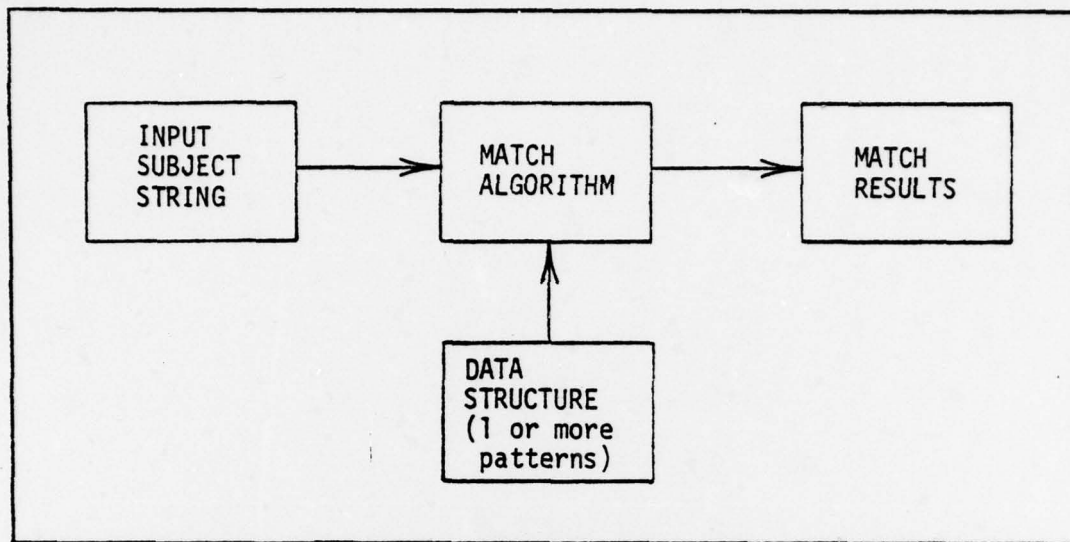 INPUT
SUBJECT
STRING
MATCH
ALGORITHM
MATCH
RESULTS
DATA
STRUCTURE
(1 or more
patterns)